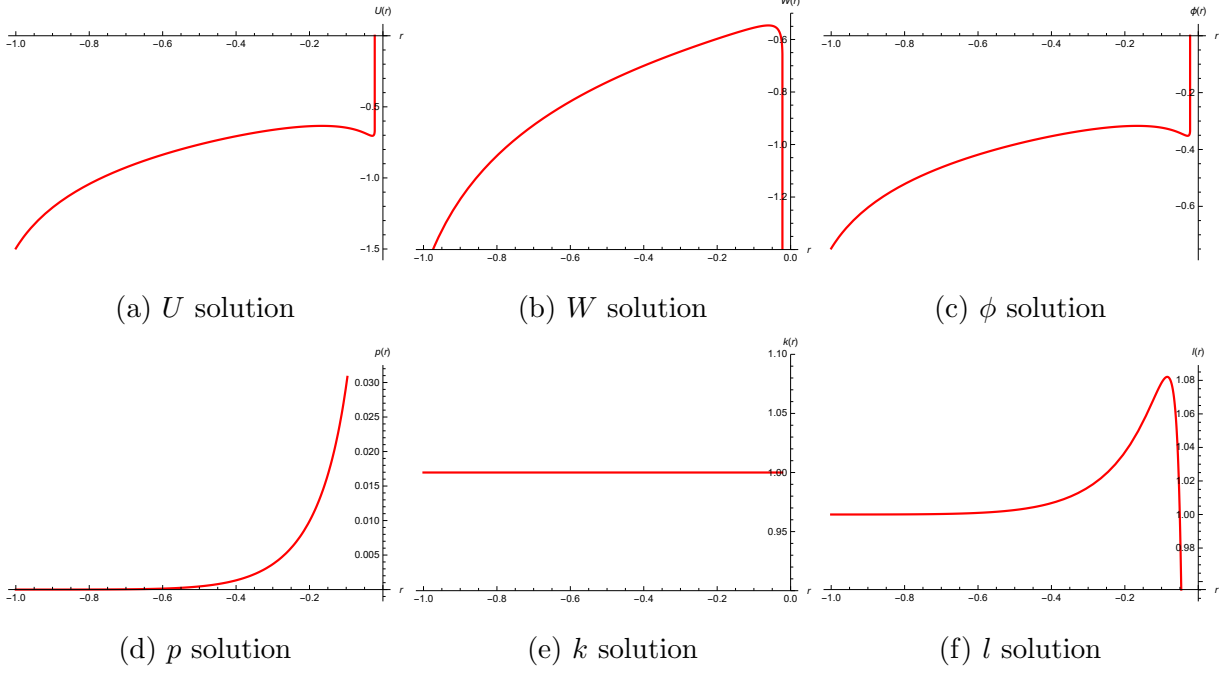 U(r)
−1.0 −0.8 −0.6 −0.4 −0.2 r
−0.5
−1.0
−1.5
W(r)
−0.6
−0.8
−1.0
−1.2
−1.0 −0.8 −0.6 −0.4 −0.2 0.0 r
ϕ(r)
−1.0 −0.8 −0.6 −0.4 −0.2 r
−0.2
−0.4
−0.6
(a) U solution
(b) W solution
(c) ϕ solution
p(r)
0.030
0.025
0.020
0.015
0.010
0.005
−1.0 −0.8 −0.6 −0.4 −0.2 r
k(r)
1.10
1.05
1.00
0.95
−1.0 −0.8 −0.6 −0.4 −0.2 0.0 r
l(r)
1.08
1.06
1.04
1.02
1.00
0.98
−1.0 −0.8 −0.6 −0.4 −0.2 r
(d) p solution
(e) k solution
(f) l solution